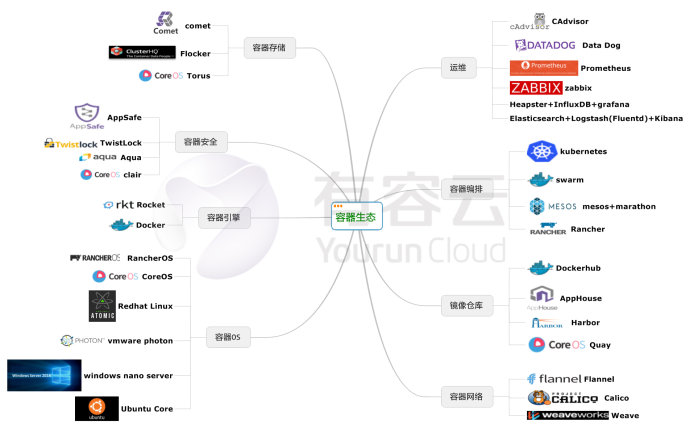 容器生态
有容云
Yourun Cloud
容器存储
Comet
comet
ClusterHQ
Flocker
CoreOS
Torus
容器安全
AppSafe
AppSafe
Twistlock
TwistLock
aqua
Aqua
CoreOS
clair
容器引擎
rkt
Rocket
Docker
容器OS
RANCHEROS
RancherOS
CoreOS
CoreOS
ATOMIC
Redhat Linux
PHOTON
vmware photon
Windows Server 2016
windows nano server
ubuntu
Ubuntu Core
运维
cAdvisor
CAdvisor
DATADOG
Data Dog
Prometheus
Prometheus
ZABBIX
zabbix
Heapster+InfluxDB+grafana
Elasticsearch+Logstash(Fluentd)+Kibana
容器编排
kubernetes
swarm
MESOS
mesos+marathon
RANCHER
Rancher
镜像仓库
Dockerhub
AppHouse
AppHouse
HARBOR
Harbor
CoreOS
Quay
容器网络
flannel
Flannel
PROJECT
CALICO
Calico
weaveworks
Weave